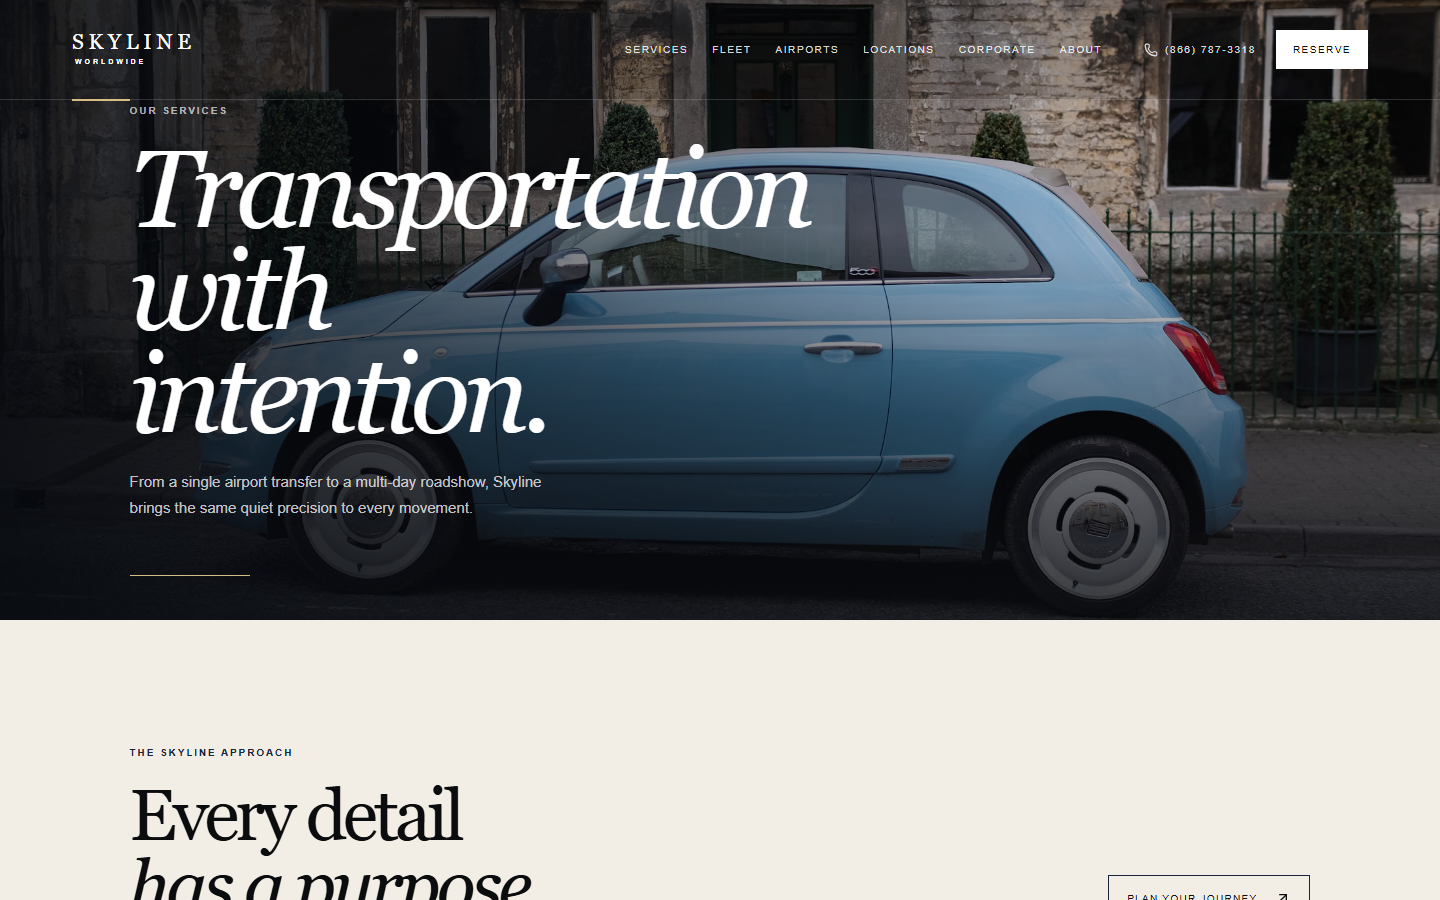 SKYLINE
WORLDWIDE
SERVICES FLEET AIRPORTS LOCATIONS CORPORATE ABOUT (866) 787-3318 RESERVE
OUR SERVICES
Transportation
with
intention.
500
From a single airport transfer to a multi-day roadshow, Skyline
brings the same quiet precision to every movement.
THE SKYLINE APPROACH
Every detail
has a purpose
PLAN YOUR JOURNEY